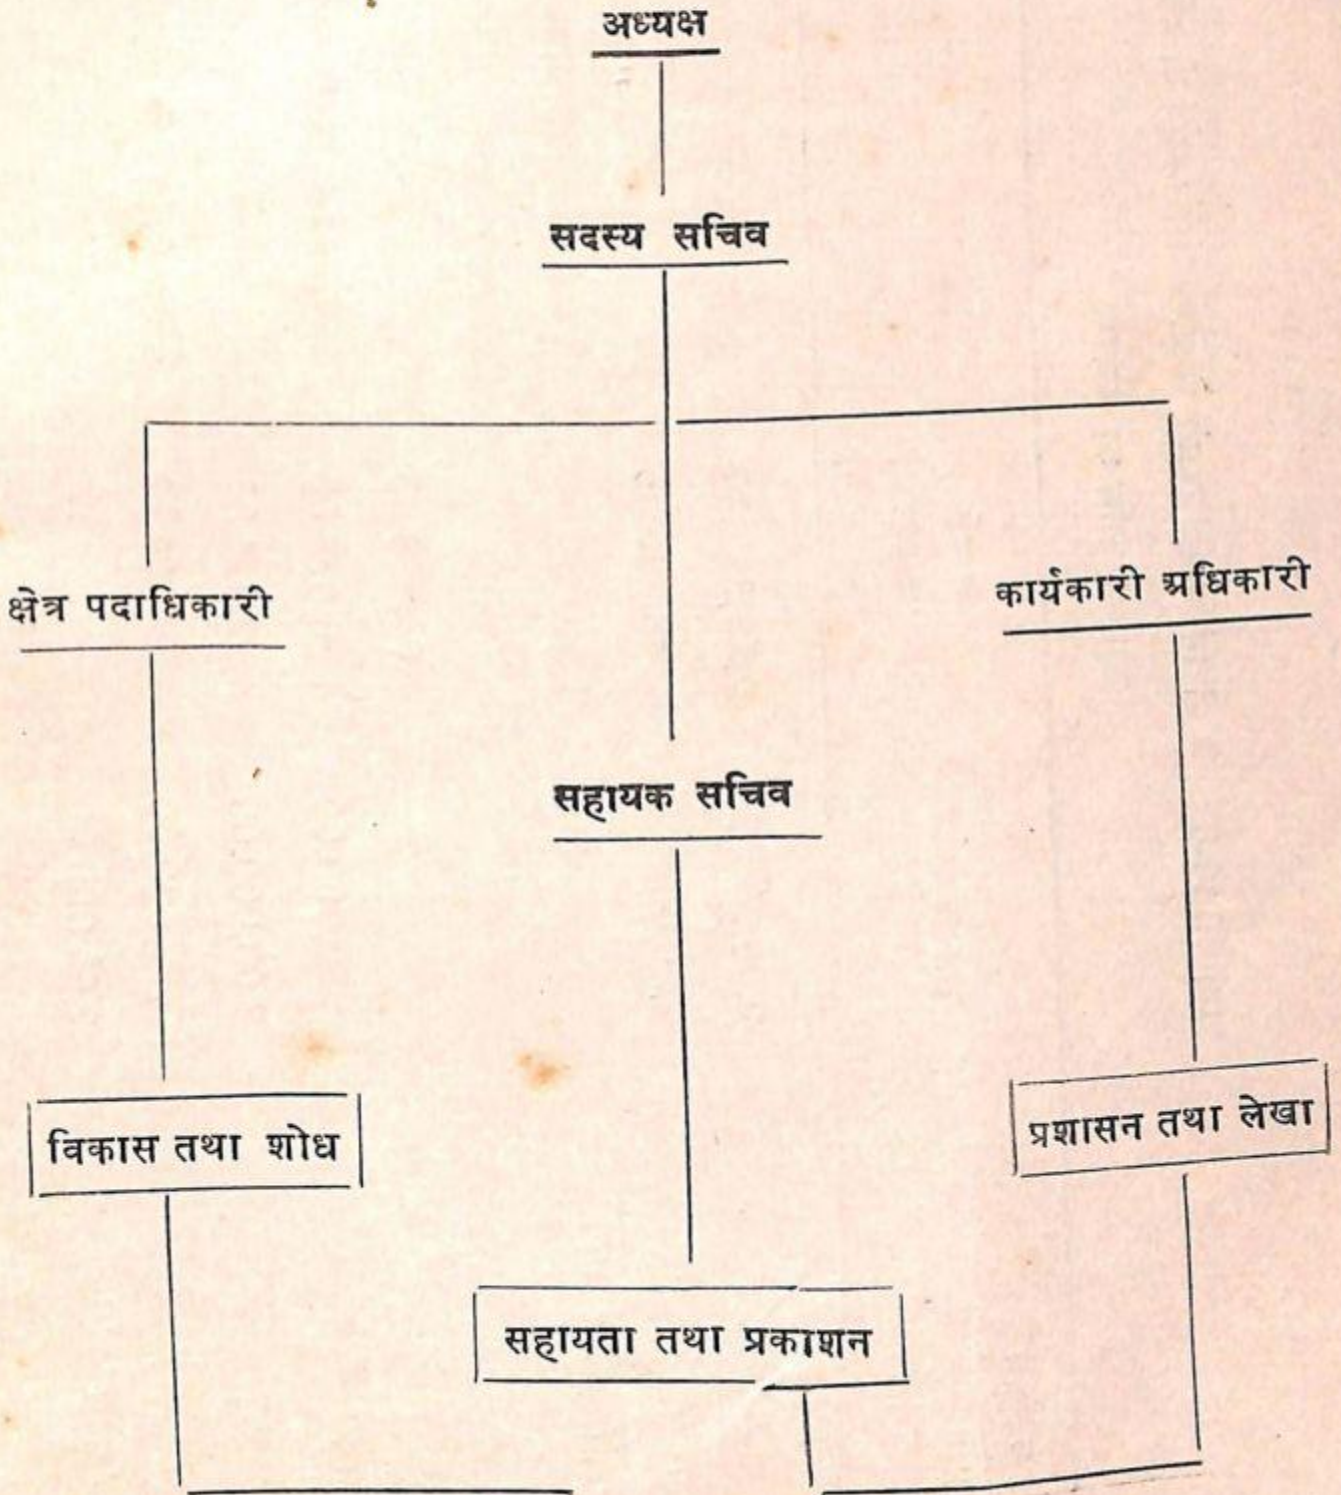 अध्यक्ष
सदस्य सचिव
क्षेत्र पदाधिकारी
कार्यकारी अधिकारी
सहायक सचिव
विकास तथा शोध
प्रशासन तथा लेखा
सहायता तथा प्रकाशन